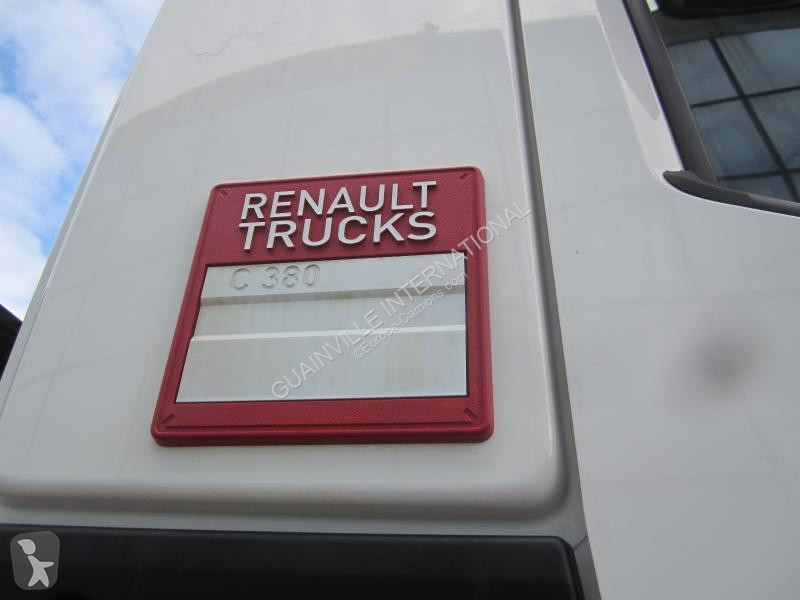 RENAULT
TRUCKS
C 380
GUAINVILLE INTERNATIONAL
©Europe-Camions.com